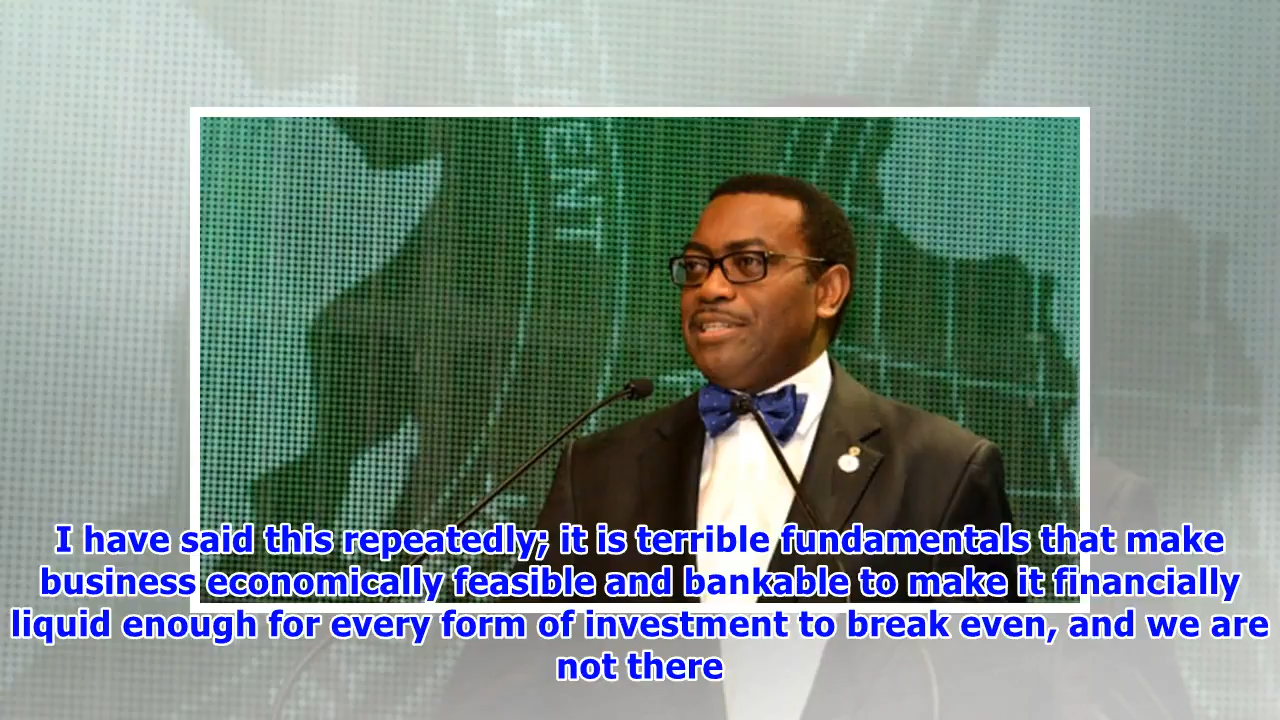 ENT
I have said this repeatedly; it is terrible fundamentals that make
business economically feasible and bankable to make it financially
liquid enough for every form of investment to break even, and we are
not there